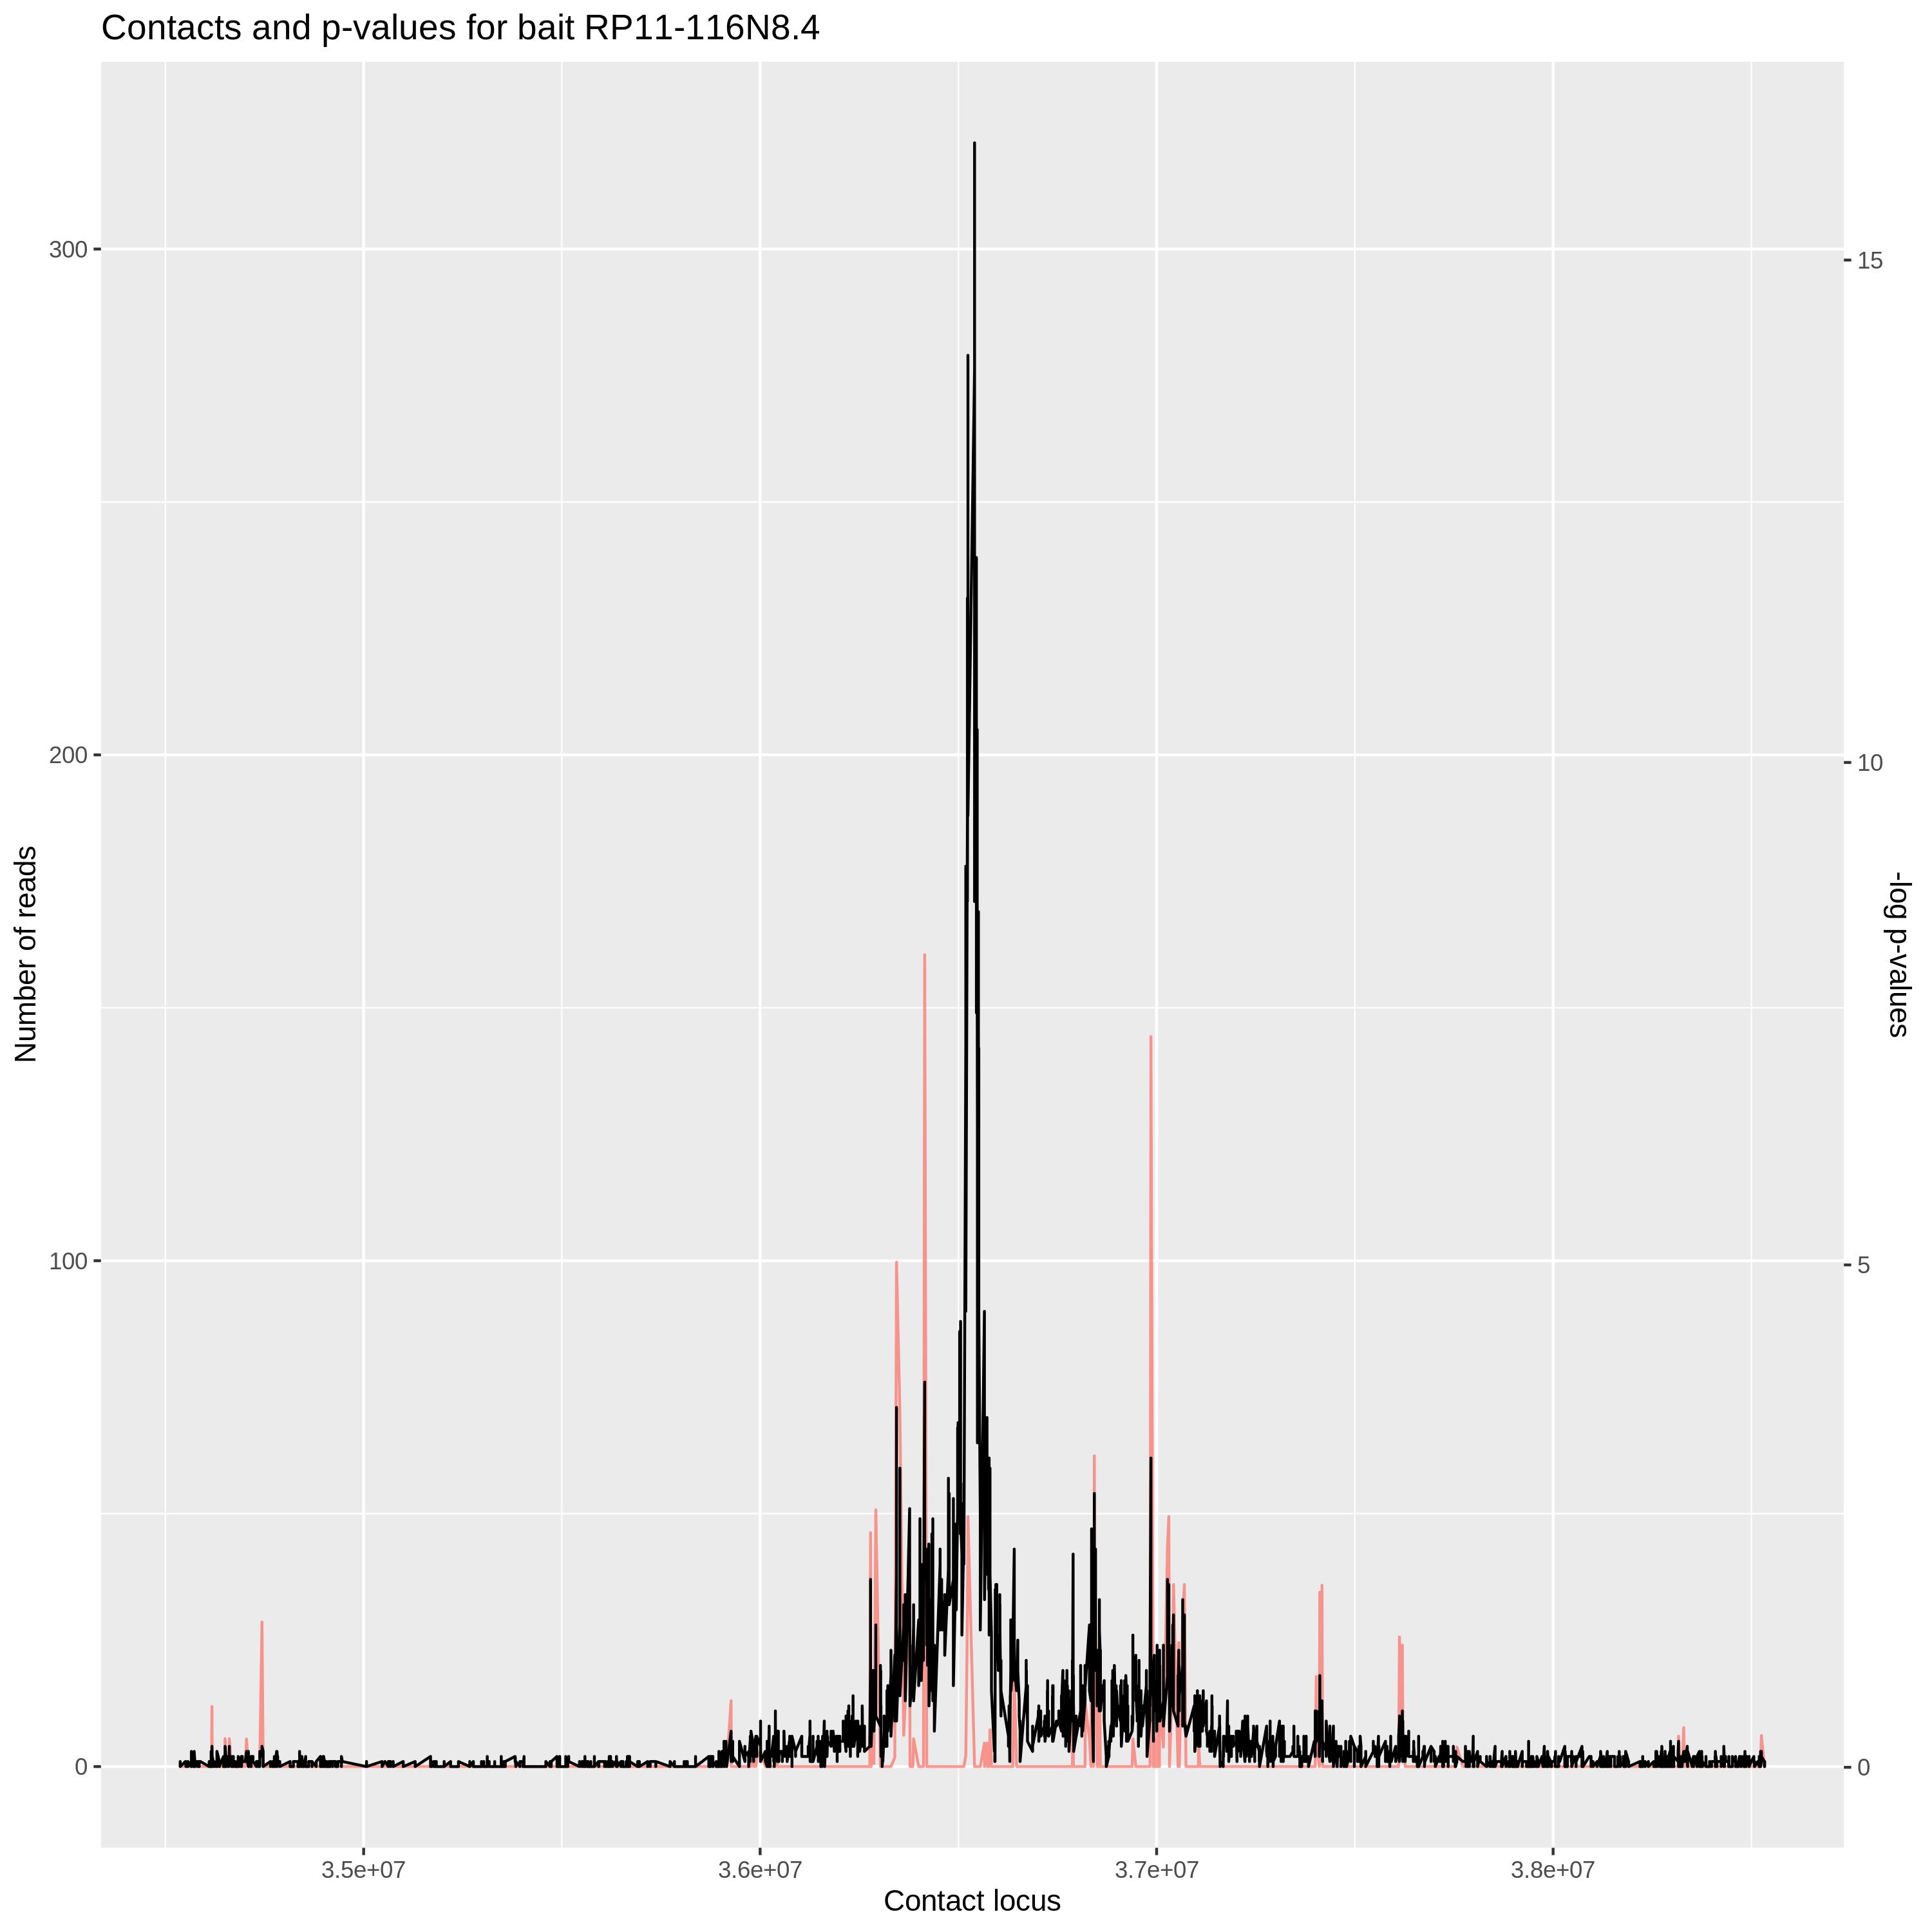 Contacts and p-values for bait RP11-116N8.4
300
200
100
0
15
10
5
0
Number of reads
-log p-values
3.5e+07 3.6e+07 3.7e+07 3.8e+07
Contact locus